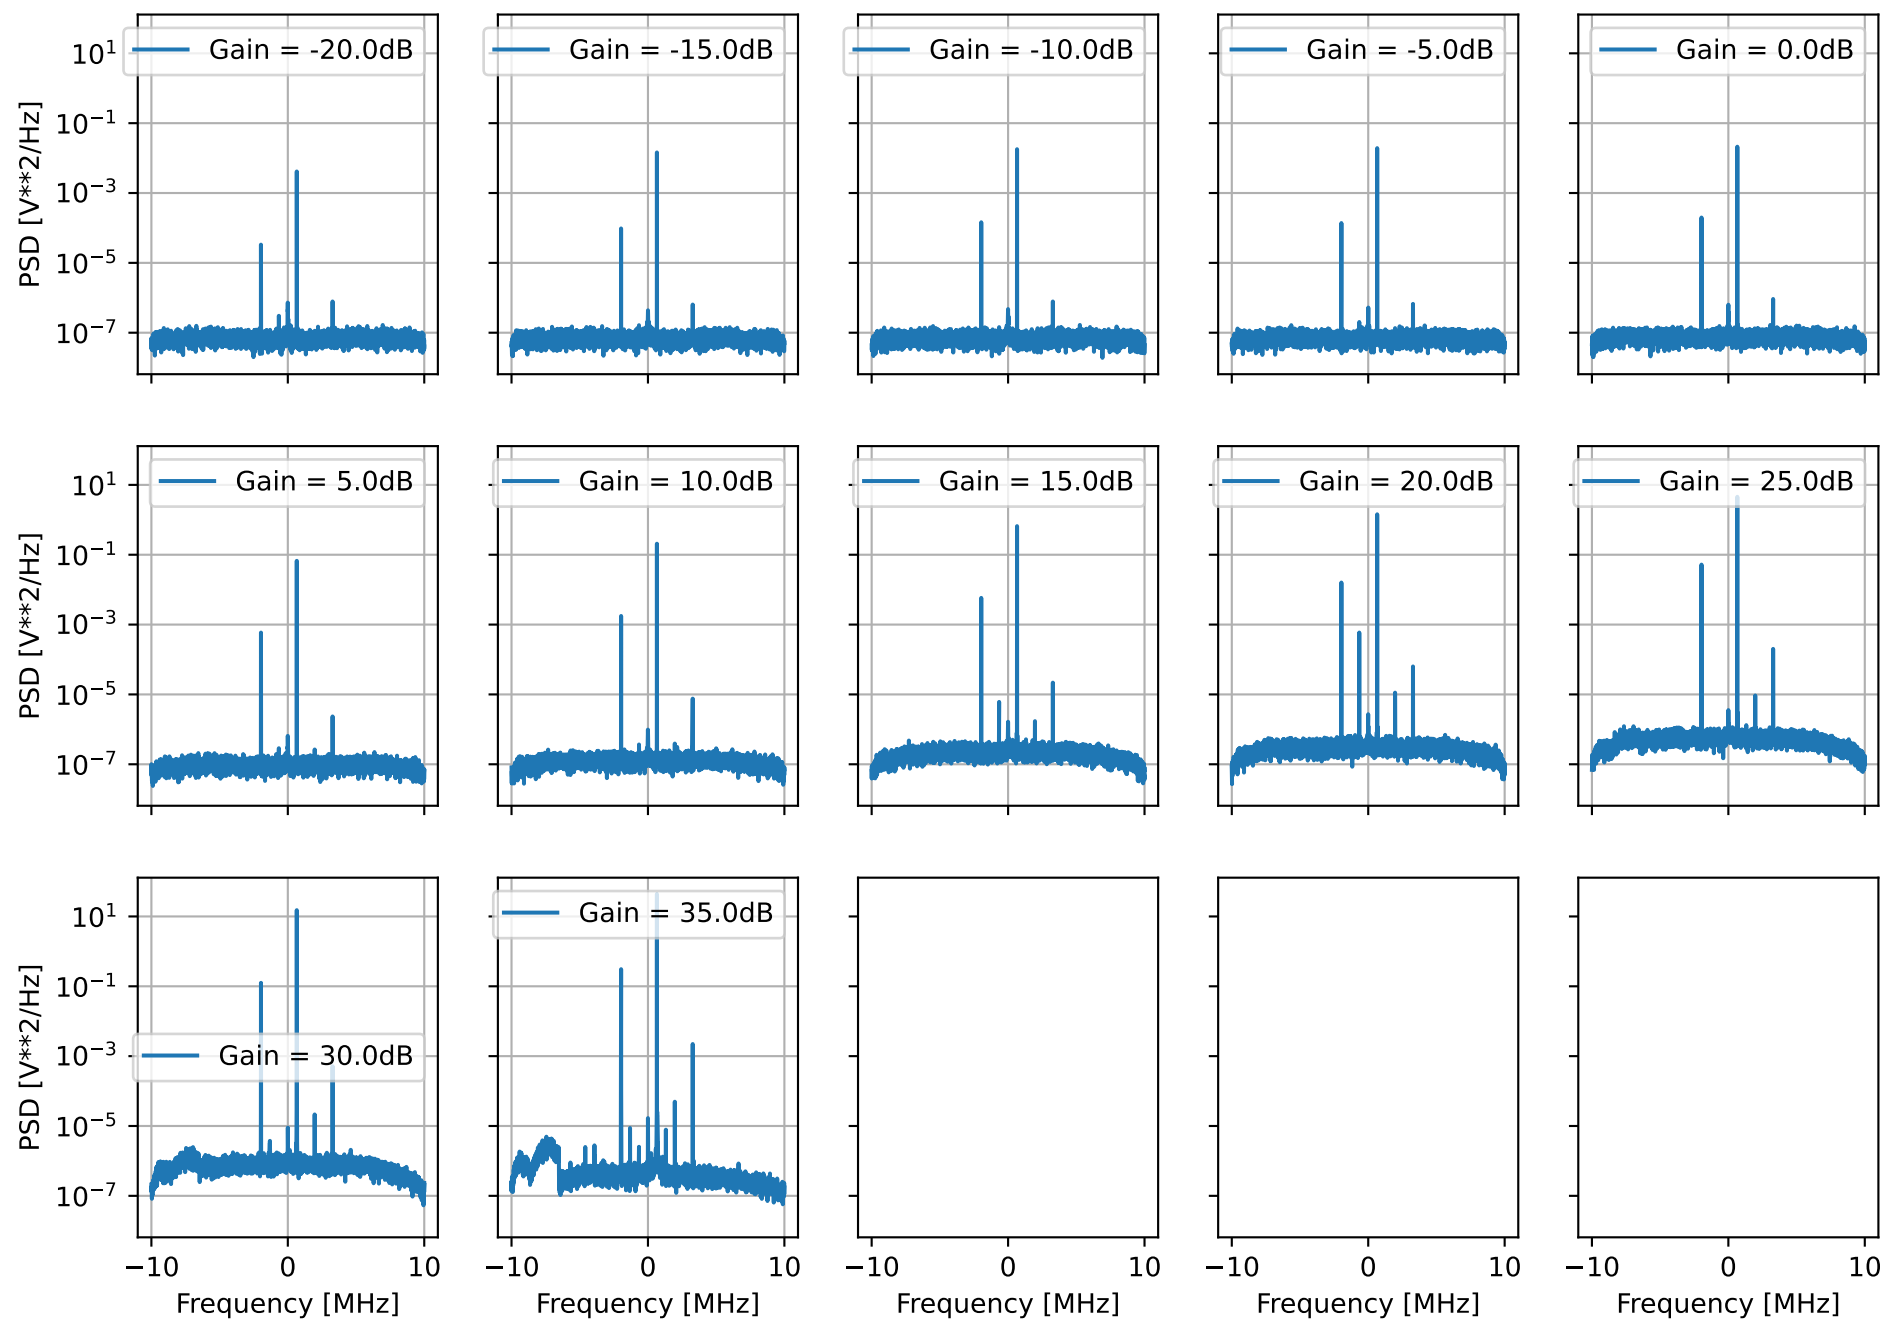 Gain = -20.0dB
Gain = -15.0dB
Gain = -10.0dB
Gain = -5.0dB
Gain = 0.0dB
10¹
10⁻¹
10⁻³
10⁻⁵
10⁻⁷
PSD [V**2/Hz]
Gain = 5.0dB
Gain = 10.0dB
Gain = 15.0dB
Gain = 20.0dB
Gain = 25.0dB
10¹
10⁻¹
10⁻³
10⁻⁵
10⁻⁷
PSD [V**2/Hz]
Gain = 30.0dB
Gain = 35.0dB
10¹
10⁻¹
10⁻³
10⁻⁵
10⁻⁷
PSD [V**2/Hz]
−10 0 10
−10 0 10
−10 0 10
−10 0 10
−10 0 10
Frequency [MHz]
Frequency [MHz]
Frequency [MHz]
Frequency [MHz]
Frequency [MHz]